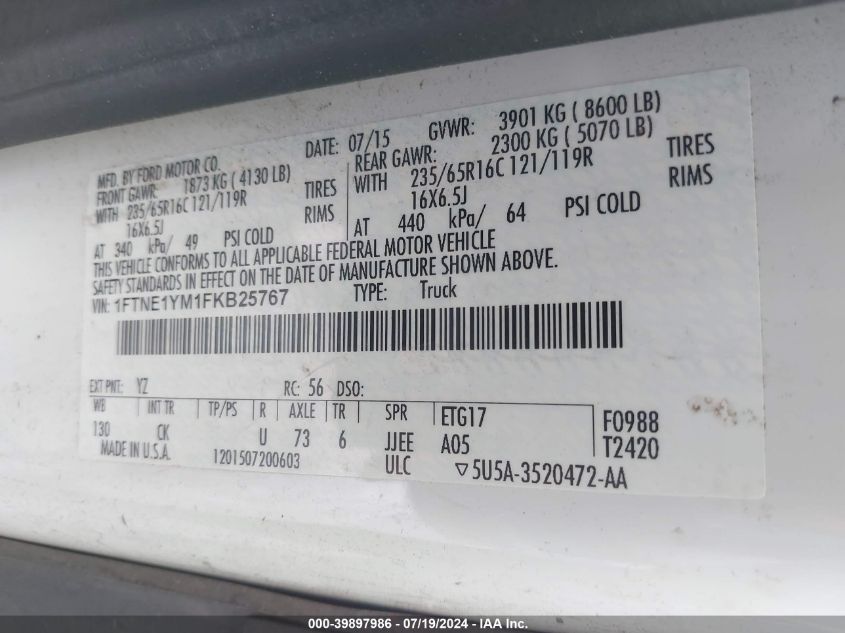 MFD. BY FORD MOTOR CO.
DATE: 07/15 GVWR: 3901 KG ( 8600 LB)
FRONT GAWR: 1873 KG ( 4130 LB)
REAR GAWR: 2300 KG ( 5070 LB)
WITH 235/65R16C 121/119R TIRES
WITH 235/65R16C 121/119R TIRES
16X6.5J RIMS
16X6.5J RIMS
AT 340 kPa/ 49 PSI COLD
AT 440 kPa/ 64 PSI COLD
THIS VEHICLE CONFORMS TO ALL APPLICABLE FEDERAL MOTOR VEHICLE
SAFETY STANDARDS IN EFFECT ON THE DATE OF MANUFACTURE SHOWN ABOVE.
VIN: 1FTNE1YM1FKB25767 TYPE: Truck
EXT PNT: YZ RC: 56 DSO:
WB INT TR TP/PS R AXLE TR SPR ETG17 F0988
130 CK U 73 6 JJEE A05 T2420
MADE IN U.S.A. 1201507200603 ULC ▽5U5A-3520472-AA
000-39897986 - 07/19/2024 - IAA Inc.